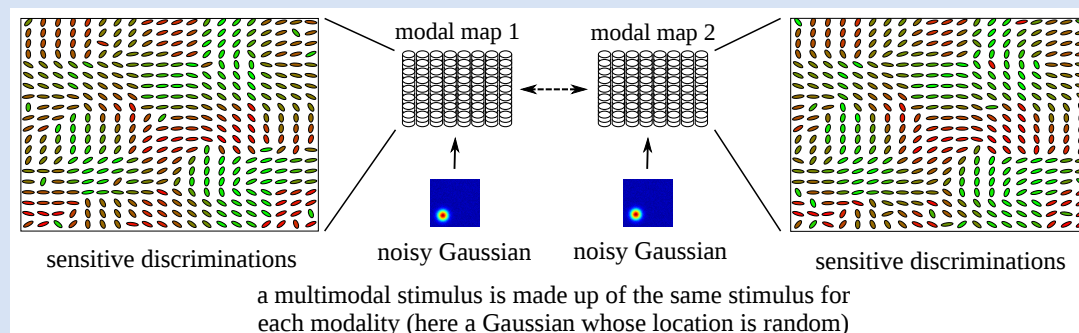 modal map 1
modal map 2
noisy Gaussian
noisy Gaussian
sensitive discriminations
sensitive discriminations
a multimodal stimulus is made up of the same stimulus for
each modality (here a Gaussian whose location is random)